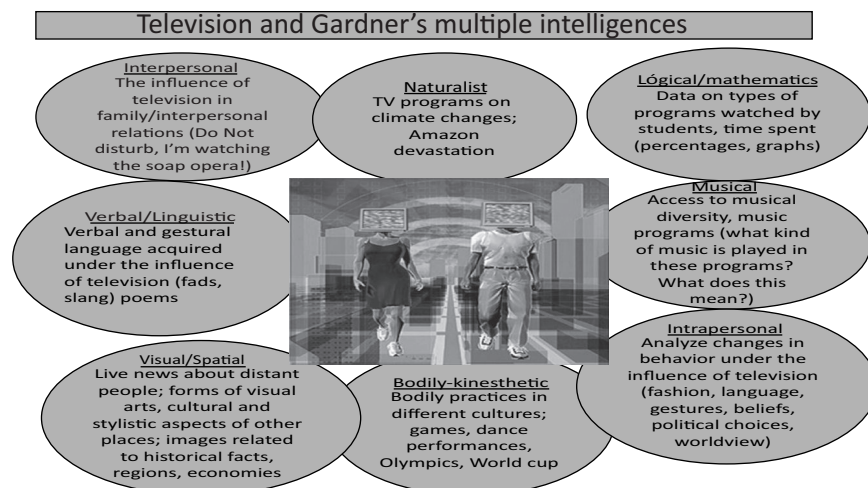 Television and Gardner's multiple intelligences
Interpersonal
The influence of
television in
family/interpersonal
relations (Do Not
disturb, I'm watching
the soap opera!)
Naturalist
TV programs on
climate changes;
Amazon
devastation
Lógical/mathematics
Data on types of
programs watched by
students, time spent
(percentages, graphs)
Verbal/Linguistic
Verbal and gestural
language acquired
under the influence
of television (fads,
slang) poems
Musical
Access to musical
diversity, music
programs (what kind
of music is played in
these programs?
What does this
mean?)
Visual/Spatial
Live news about distant
people; forms of visual
arts, cultural and
stylistic aspects of other
places; images related
to historical facts,
regions, economies
Bodily-kinesthetic
Bodily practices in
different cultures;
games, dance
performances,
Olympics, World cup
Intrapersonal
Analyze changes in
behavior under the
influence of television
(fashion, language,
gestures, beliefs,
political choices,
worldview)